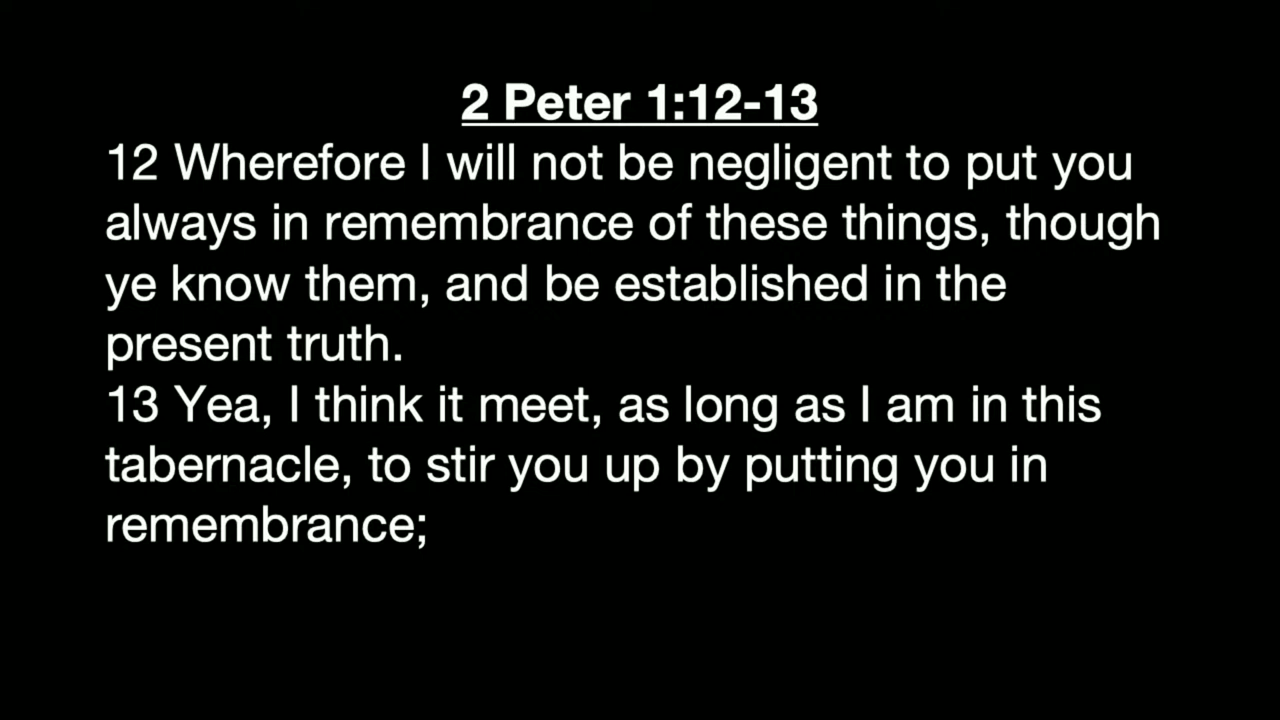 2 Peter 1:12-13
12 Wherefore I will not be negligent to put you
always in remembrance of these things, though
ye know them, and be established in the
present truth.
13 Yea, I think it meet, as long as I am in this
tabernacle, to stir you up by putting you in
remembrance;